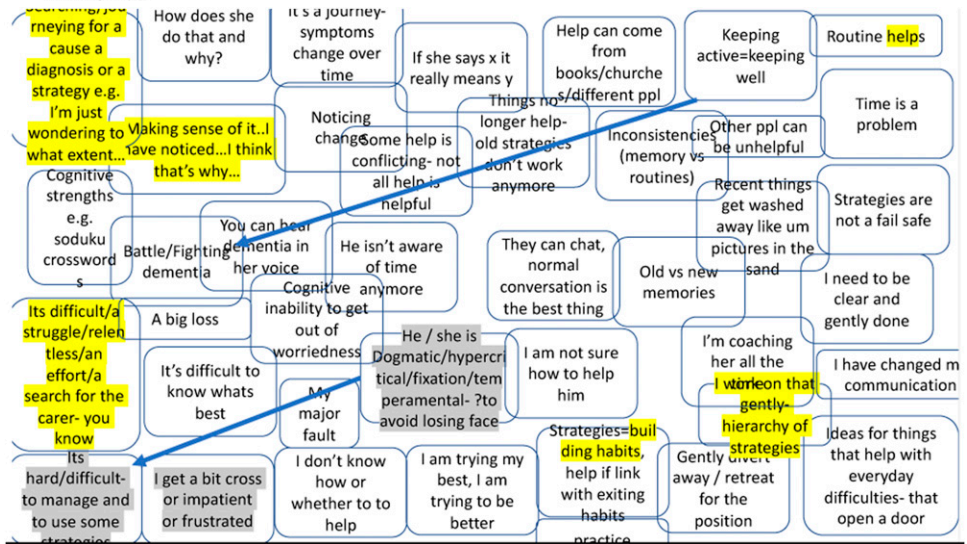 searching/jou
rneying for a
cause a
diagnosis or a
strategy e.g.
I'm just
wondering to
what extent…
How does she
do that and
why?
It's a journey-
symptoms
change over
time
If she says x it
really means y
Help can come
from
books/churche
s/different ppl
Keeping
active=keeping
well
Routine helps
Making sense of it..I
have noticed...I think
that's why…
Noticing
change
Some help is
conflicting- not
all help is
helpful
Things no
longer help-
old strategies
don't work
anymore
Inconsistencies
(memory vs
routines)
Other ppl can
be unhelpful
Time is a
problem
Cognitive
strengths
e.g.
soduku
crossword
s
Battle/Fighting
dementia
You can hear
dementia in
her voice
He isn't aware
of time
anymore
They can chat,
normal
conversation is
the best thing
Old vs new
memories
Recent things
get washed
away like um
pictures in the
sand
Strategies are
not a fail safe
I need to be
clear and
gently done
Its difficult/a
struggle/relen
tless/an
effort/a
search for the
carer- you
know
A big loss
Cognitive
inability to get
out of
worriedness
It's difficult to
know whats
best
My
major
fault
He / she is
Dogmatic/hypercri
tical/fixation/tem
peramental- ?to
avoid losing face
I am not sure
how to help
him
I'm coaching
her all the
time
I work on that
gently-
hierarchy of
strategies
I have changed m
communication
Its
hard/difficult-
to manage and
to use some
strategies
I get a bit cross
or impatient
or frustrated
I don't know
how or
whether to to
help
I am trying my
best, I am
trying to be
better
Strategies=buil
ding habits,
help if link
with exiting
habits
Gently divert
away / retreat
for the
position
Ideas for things
that help with
everyday
difficulties- that
open a door
practice